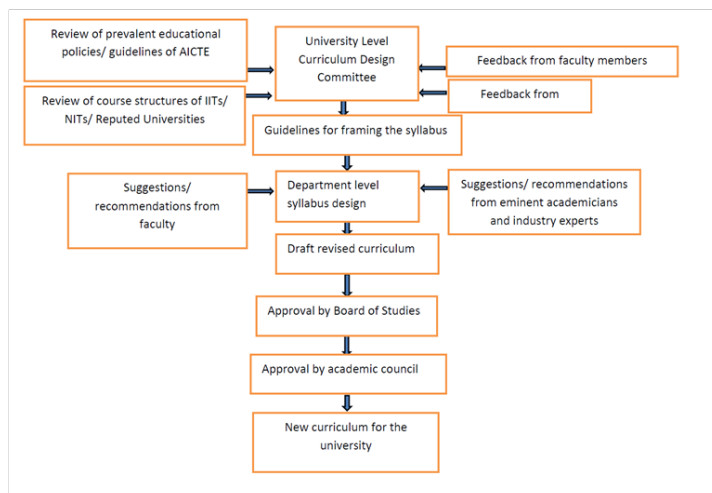 Review of prevalent educational
policies/ guidelines of AICTE
University Level
Curriculum Design
Committee
Feedback from faculty members
Review of course structures of IITs/
NITs/ Reputed Universities
Feedback from
Guidelines for framing the syllabus
Suggestions/
recommendations from
faculty
Department level
syllabus design
Suggestions/ recommendations
from eminent academicians
and industry experts
Draft revised curriculum
Approval by Board of Studies
Approval by academic council
New curriculum for the
university